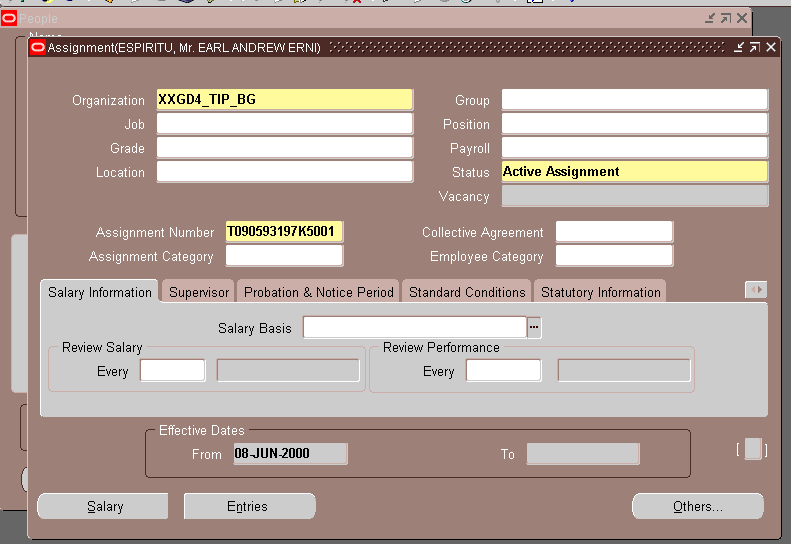 People
Name
Assignment(ESPIRITU, Mr. EARL ANDREW ERNI)
Organization XXGD4_TIP_BG Group
Job Position
Grade Payroll
Location Status Active Assignment
Vacancy
Assignment Number T090593197K5001 Collective Agreement
Assignment Category Employee Category
Salary Information Supervisor Probation & Notice Period Standard Conditions Statutory Information
Salary Basis ...
Review Salary Review Performance
Every Every
Effective Dates
From 08-JUN-2000 To [ ]
Salary Entries Others...